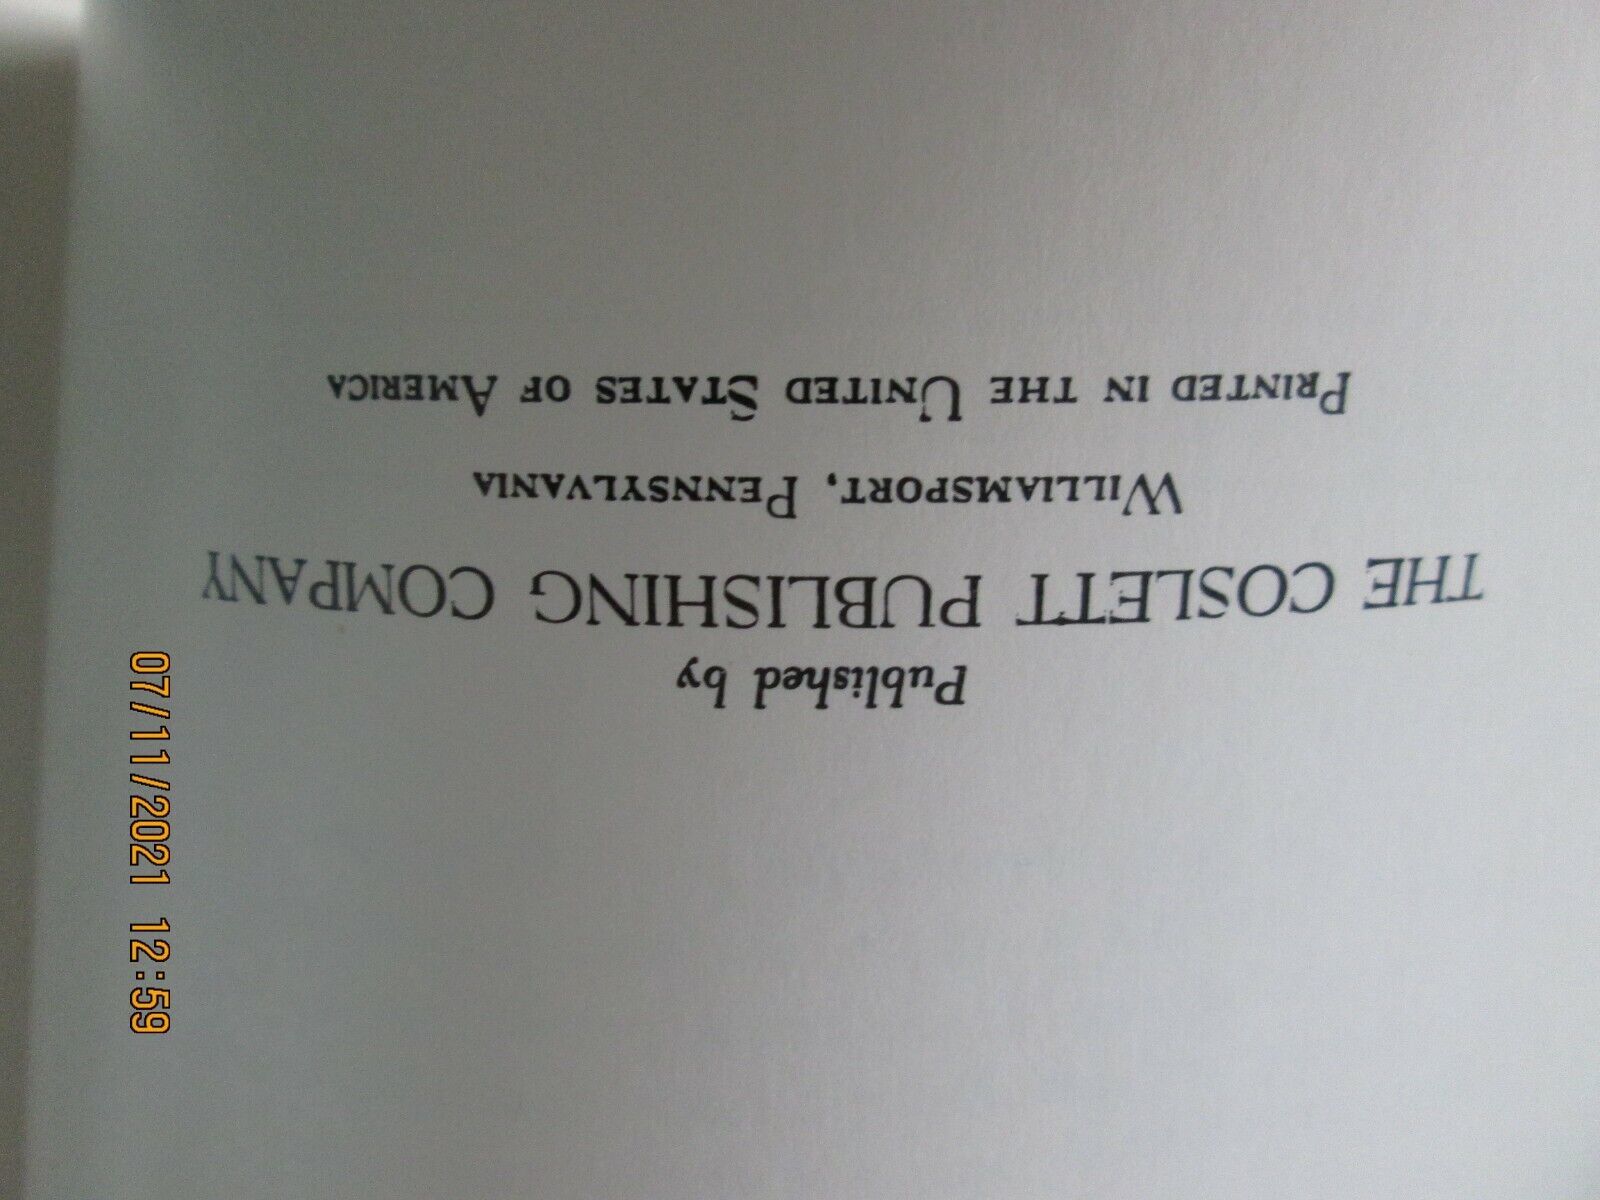 Published by
THE COSLETT PUBLISHING COMPANY
WILLIAMSPORT, PENNSYLVANIA
PRINTED IN THE UNITED STATES OF AMERICA
07/11/2021 12:59